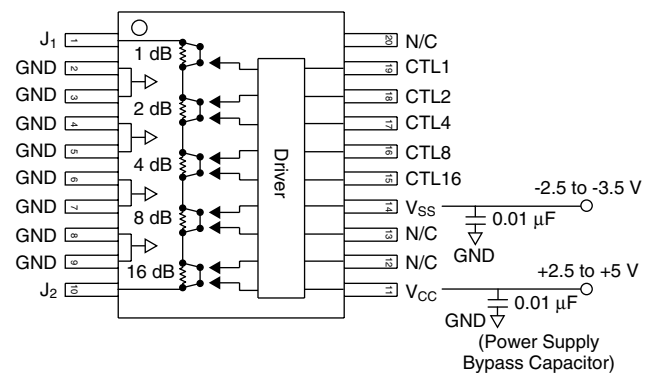 J1 1 20 N/C
GND 2 1 dB 19 CTL1
GND 3 18 CTL2
GND 4 2 dB 17 CTL4
GND 5 4 dB 16 CTL8
GND 6 Driver 15 CTL16
GND 7 8 dB 14 VSS -2.5 to -3.5 V
0.01 µF
GND 8 13 N/C
GND
GND 9 16 dB 12 N/C
+2.5 to +5 V
J2 10 11 VCC
0.01 µF
GND
(Power Supply
Bypass Capacitor)